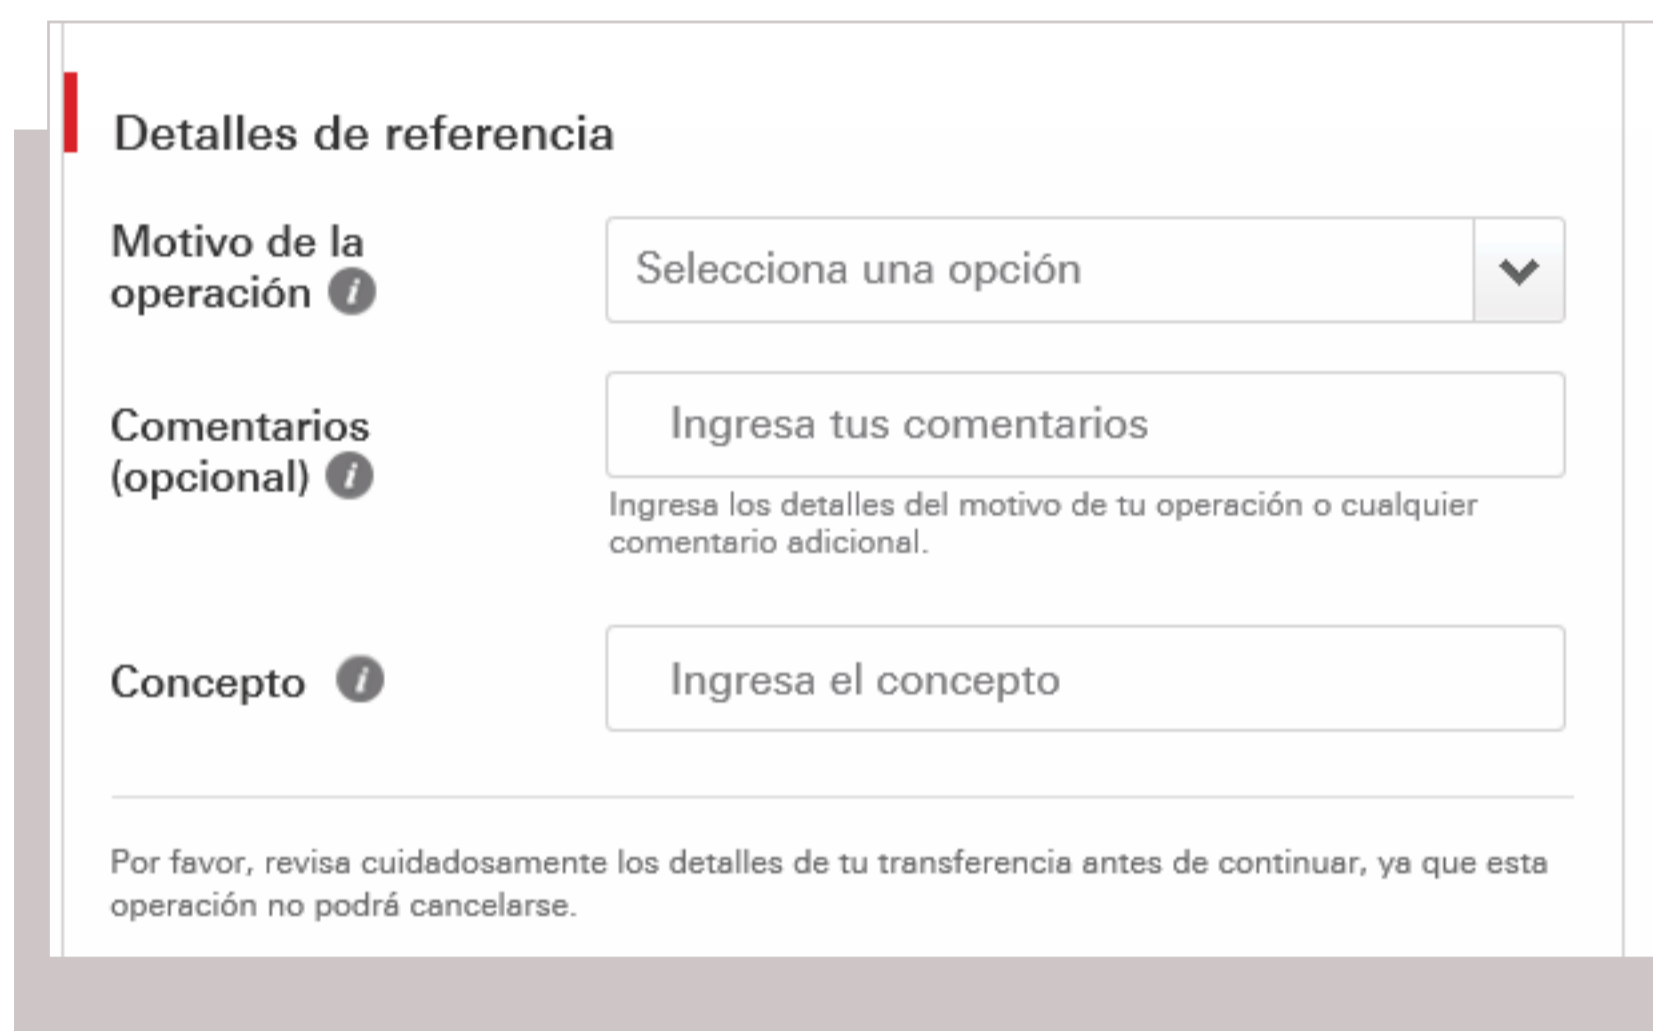 Detalles de referencia
Motivo de la
operación i
Selecciona una opción
Comentarios
(opcional) i
Ingresa tus comentarios
Ingresa los detalles del motivo de tu operación o cualquier
comentario adicional.
Concepto i
Ingresa el concepto
Por favor, revisa cuidadosamente los detalles de tu transferencia antes de continuar, ya que esta
operación no podrá cancelarse.